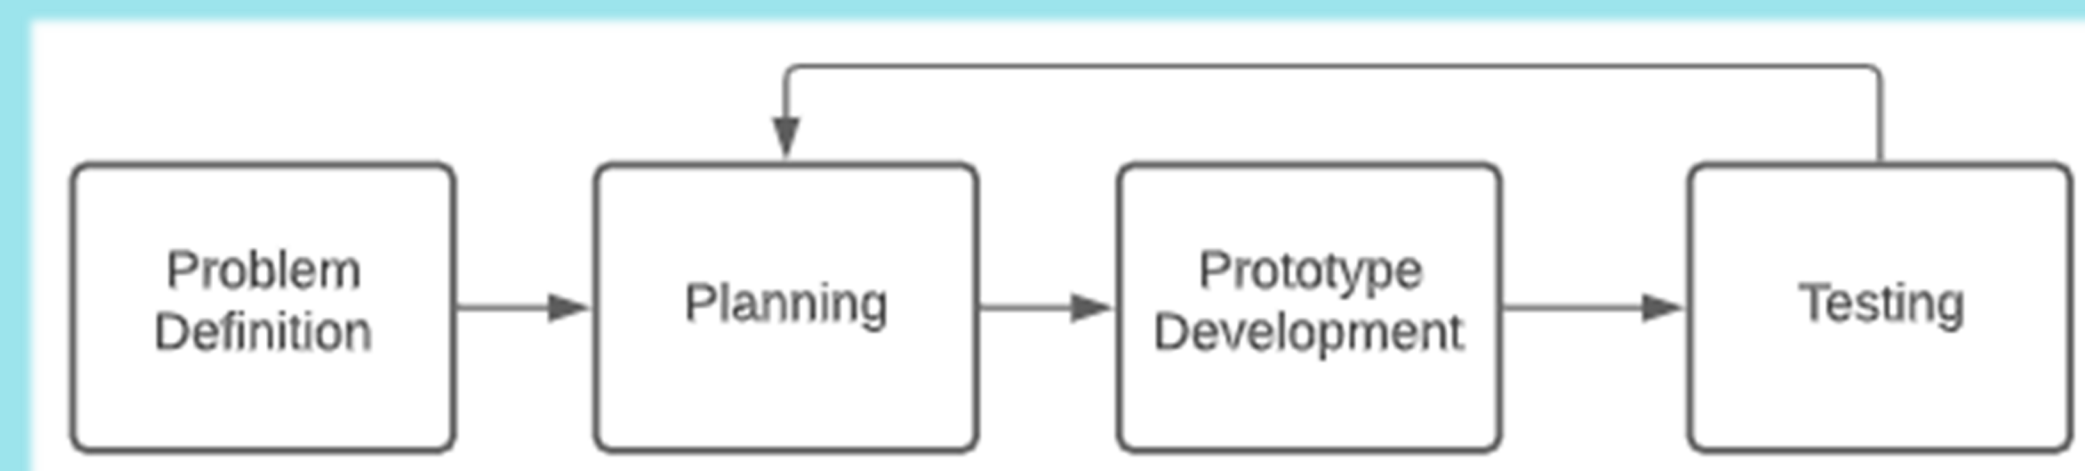 Problem
Definition
Planning
Prototype
Development
Testing